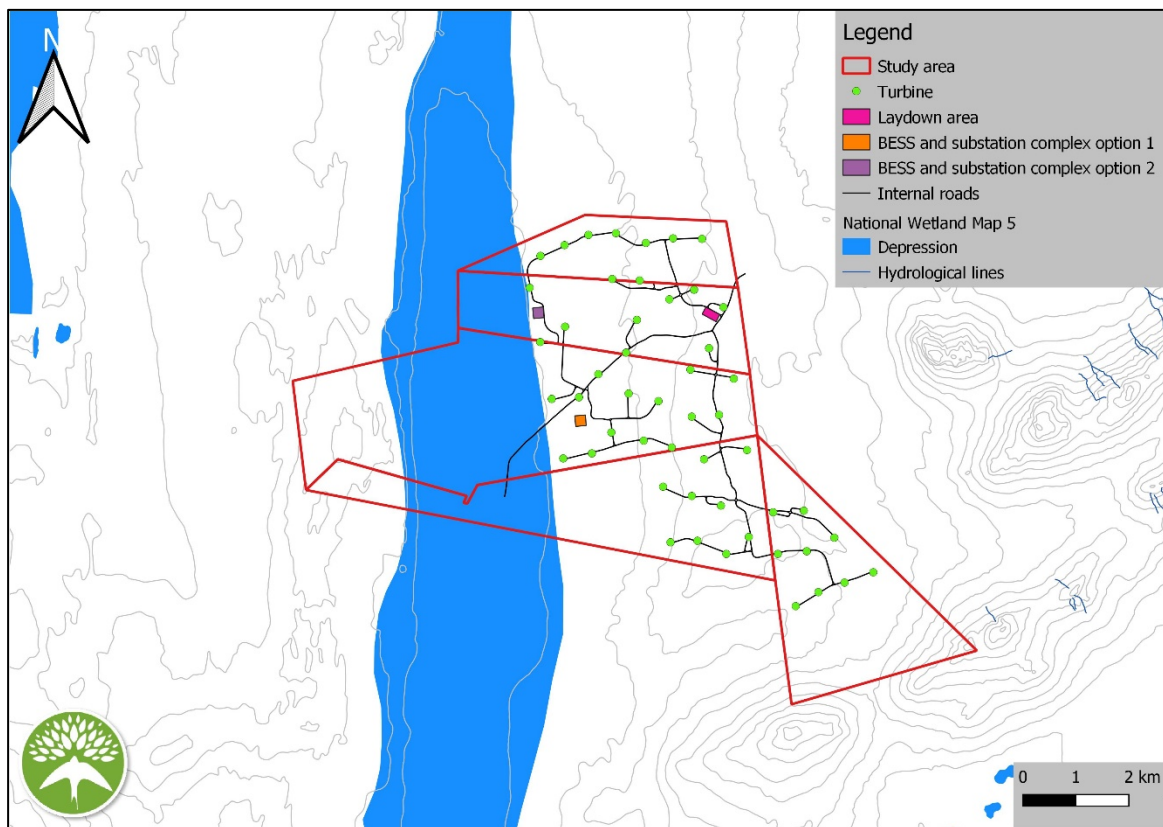 N
Legend
Study area
Turbine
Laydown area
BESS and substation complex option 1
BESS and substation complex option 2
Internal roads
National Wetland Map 5
Depression
Hydrological lines
0 1 2 km